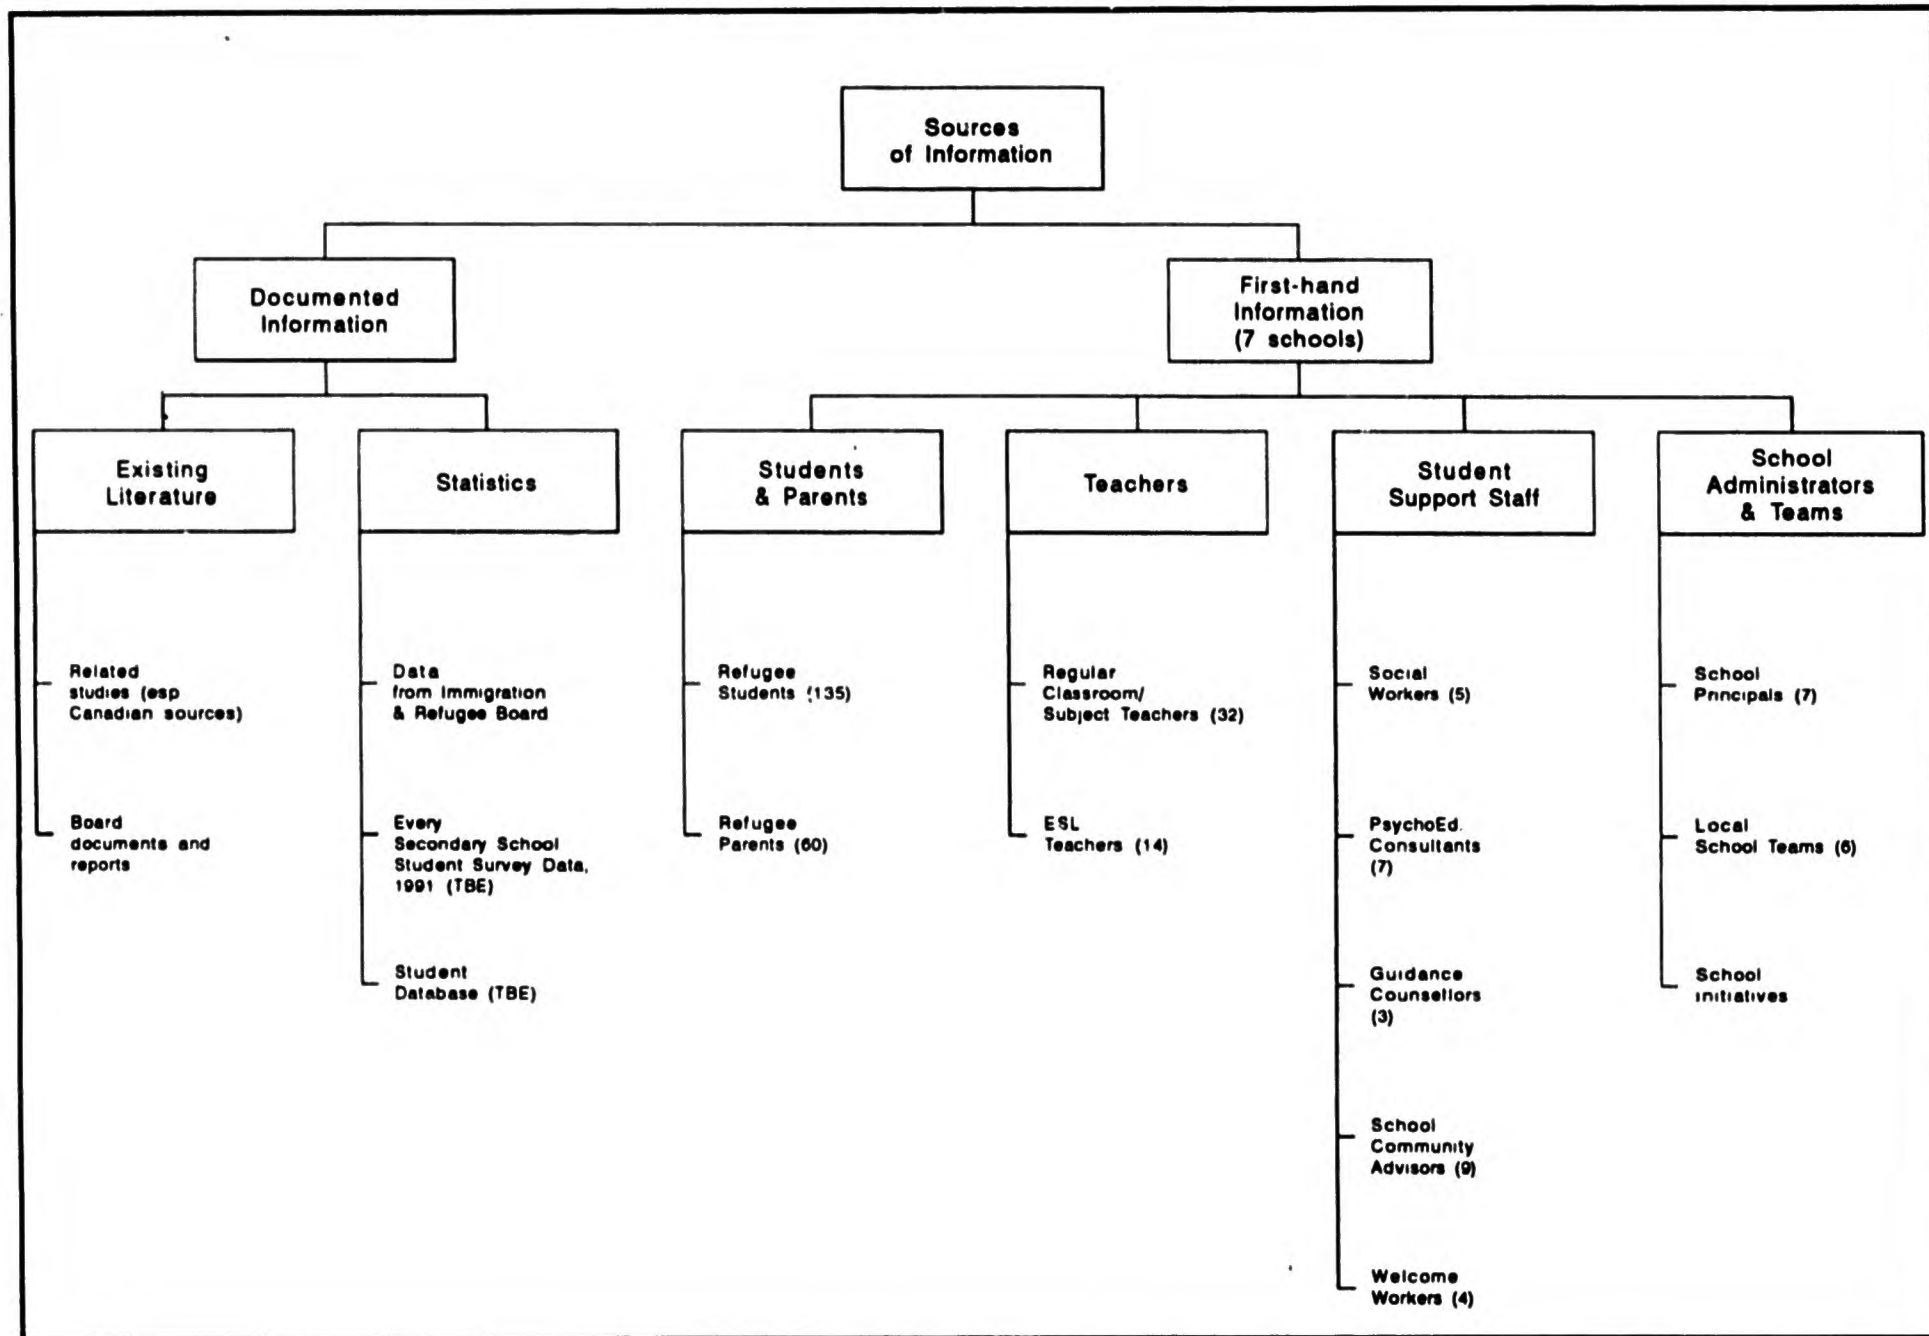 Sources
of Information
Documented
Information
First-hand
Information
(7 schools)
Existing
Literature
Statistics
Students
& Parents
Teachers
Student
Support Staff
School
Administrators
& Teams
Related
studies (esp
Canadian sources)
Board
documents and
reports
Data
from Immigration
& Refugee Board
Every
Secondary School
Student Survey Data,
1991 (TBE)
Student
Database (TBE)
Refugee
Students (135)
Refugee
Parents (60)
Regular
Classroom/
Subject Teachers (32)
ESL
Teachers (14)
Social
Workers (5)
PsychoEd.
Consultants
(7)
Guidance
Counsellors
(3)
School
Community
Advisors (9)
Welcome
Workers (4)
School
Principals (7)
Local
School Teams (6)
School
initiatives